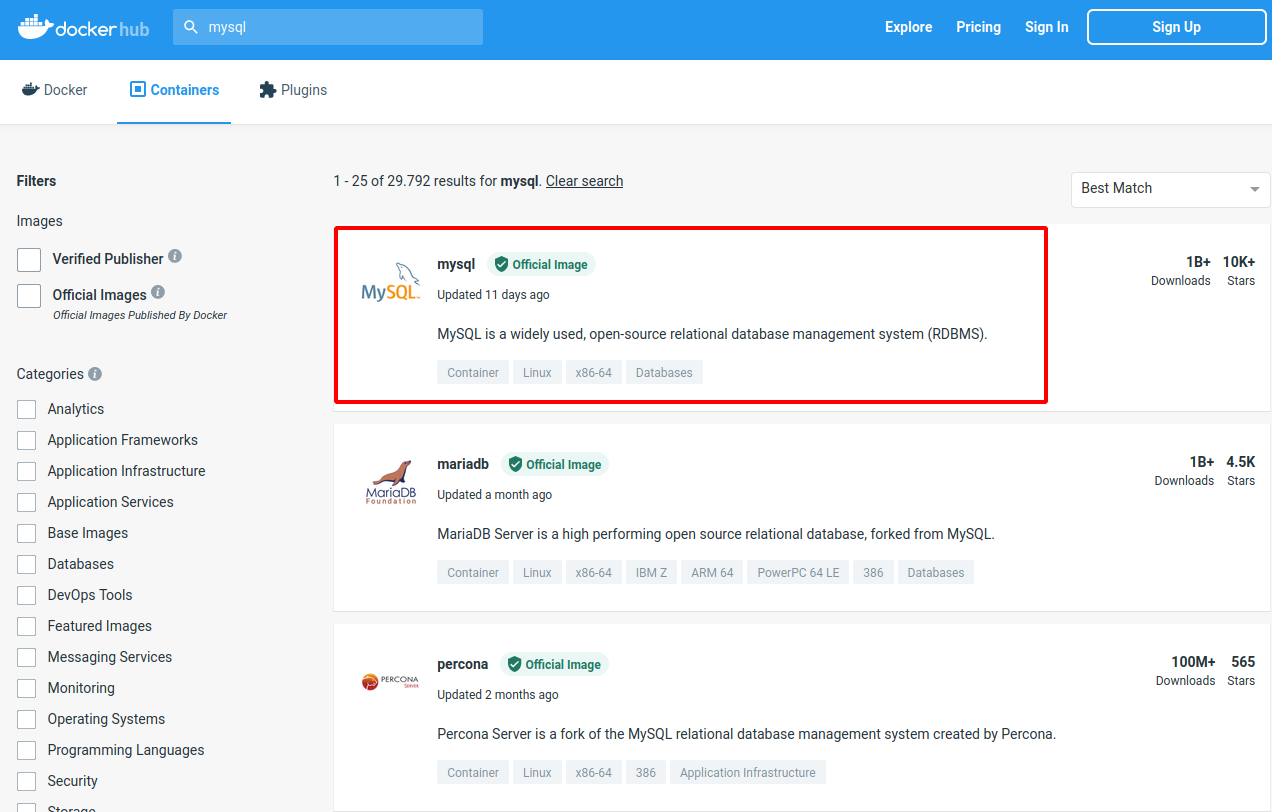 docker hub
mysql
Explore
Pricing
Sign In
Sign Up
Docker
Containers
Plugins
Filters
Images
Verified Publisher
Official Images
Official Images Published By Docker
Categories
Analytics
Application Frameworks
Application Infrastructure
Application Services
Base Images
Databases
DevOps Tools
Featured Images
Messaging Services
Monitoring
Operating Systems
Programming Languages
Security
Storage
1 - 25 of 29.792 results for mysql. Clear search
Best Match
MySQL
mysql Official Image
Updated 11 days ago
MySQL is a widely used, open-source relational database management system (RDBMS).
Container Linux x86-64 Databases
1B+ 10K+
Downloads Stars
MariaDB
Foundation
mariadb Official Image
Updated a month ago
MariaDB Server is a high performing open source relational database, forked from MySQL.
Container Linux x86-64 IBM Z ARM 64 PowerPC 64 LE 386 Databases
1B+ 4.5K
Downloads Stars
PERCONA
Server
percona Official Image
Updated 2 months ago
Percona Server is a fork of the MySQL relational database management system created by Percona.
Container Linux x86-64 386 Application Infrastructure
100M+ 565
Downloads Stars